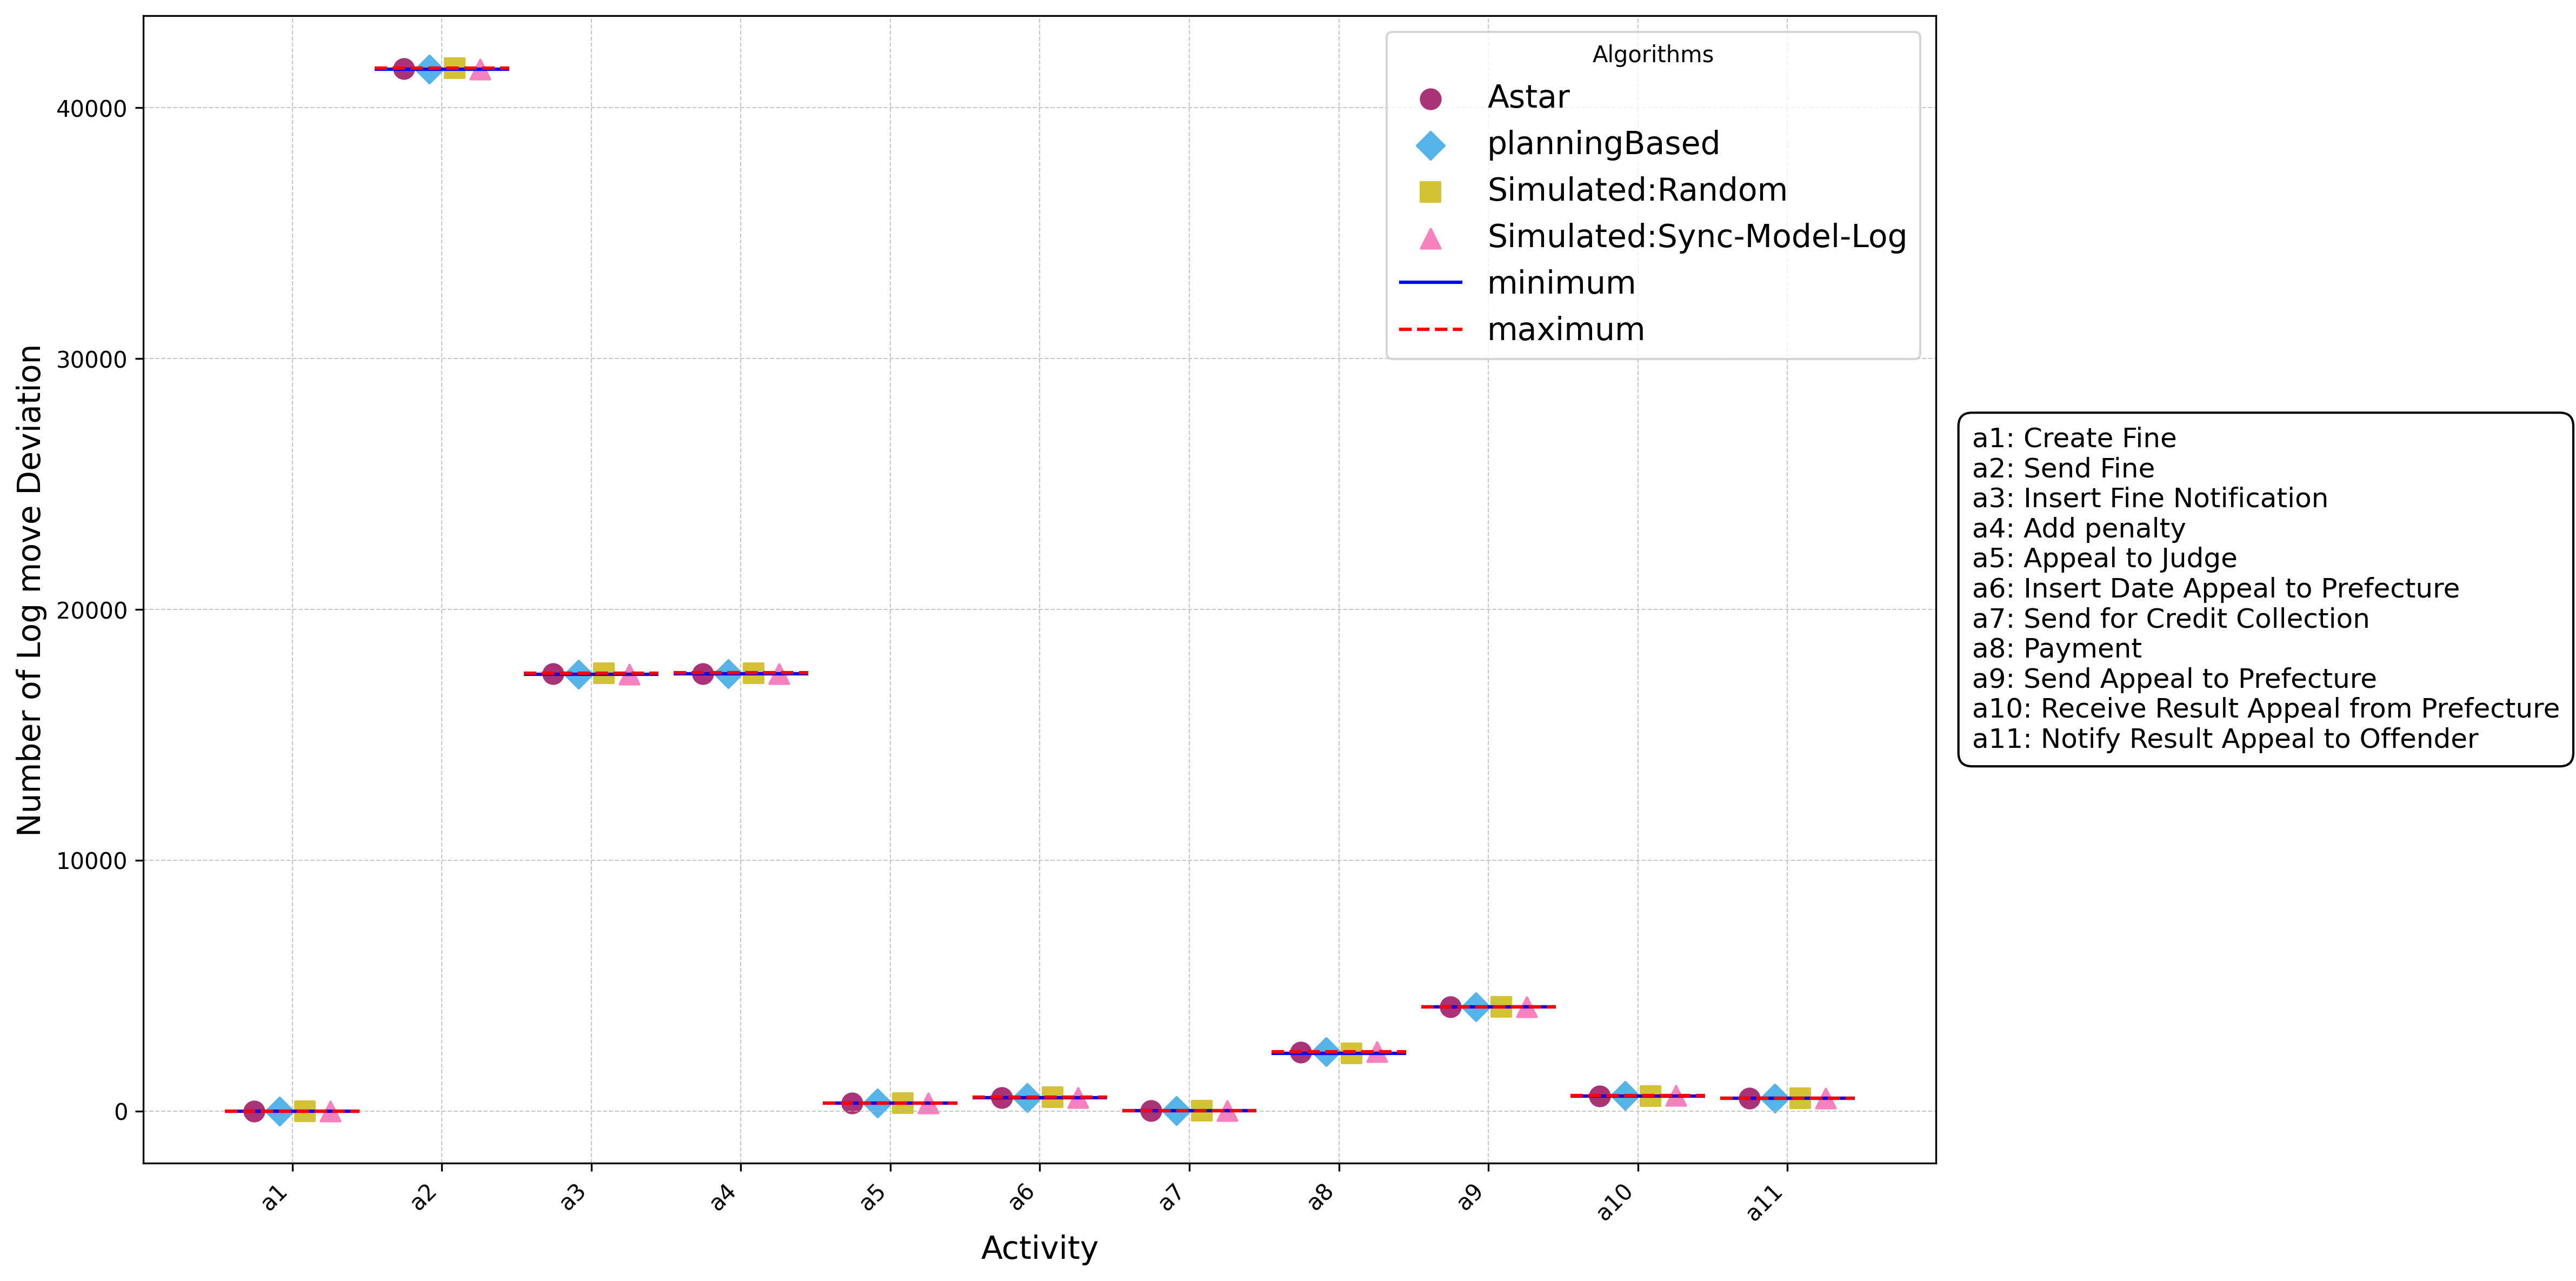 Algorithms
Astar
planningBased
Simulated:Random
Simulated:Sync-Model-Log
minimum
maximum
Number of Log move Deviation
40000
30000
20000
10000
0
a1
a2
a3
a4
a5
a6
a7
a8
a9
a10
a11
Activity
a1: Create Fine
a2: Send Fine
a3: Insert Fine Notification
a4: Add penalty
a5: Appeal to Judge
a6: Insert Date Appeal to Prefecture
a7: Send for Credit Collection
a8: Payment
a9: Send Appeal to Prefecture
a10: Receive Result Appeal from Prefecture
a11: Notify Result Appeal to Offender